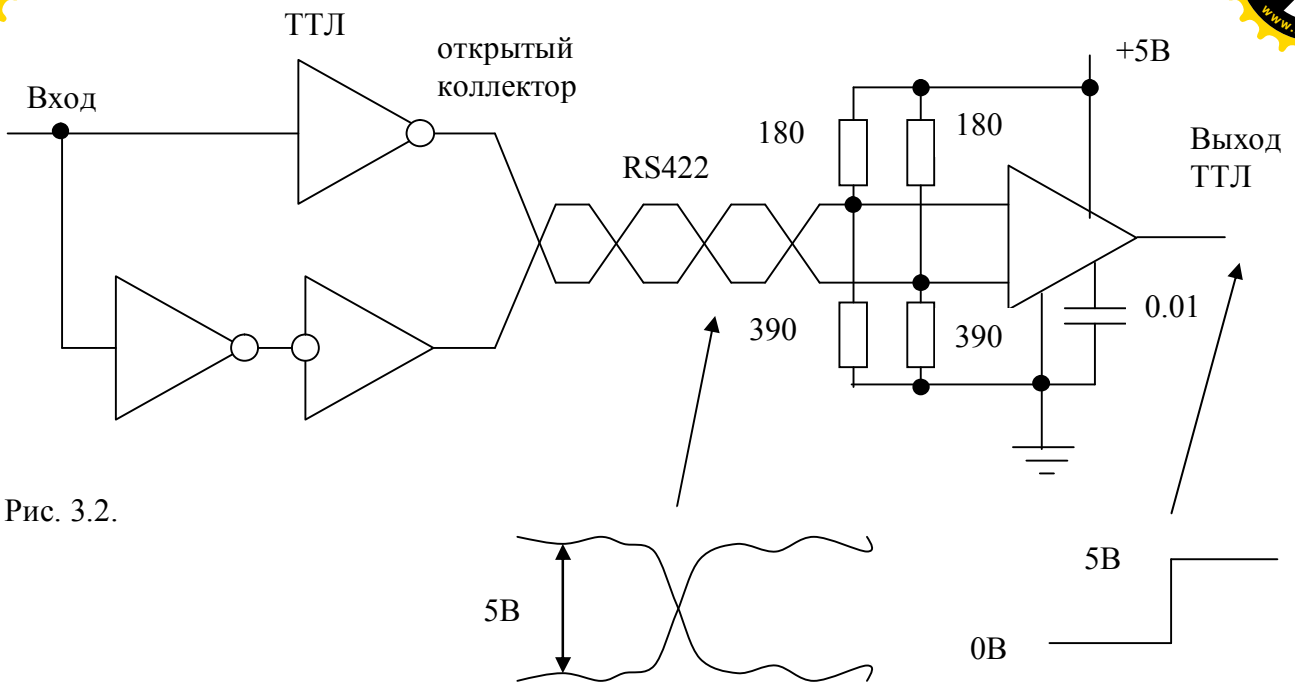 ТТЛ
открытый
коллектор
Вход
+5В
180
180
Выход
ТТЛ
RS422
390
390
0.01
Рис. 3.2.
5В
5В
0В
www.